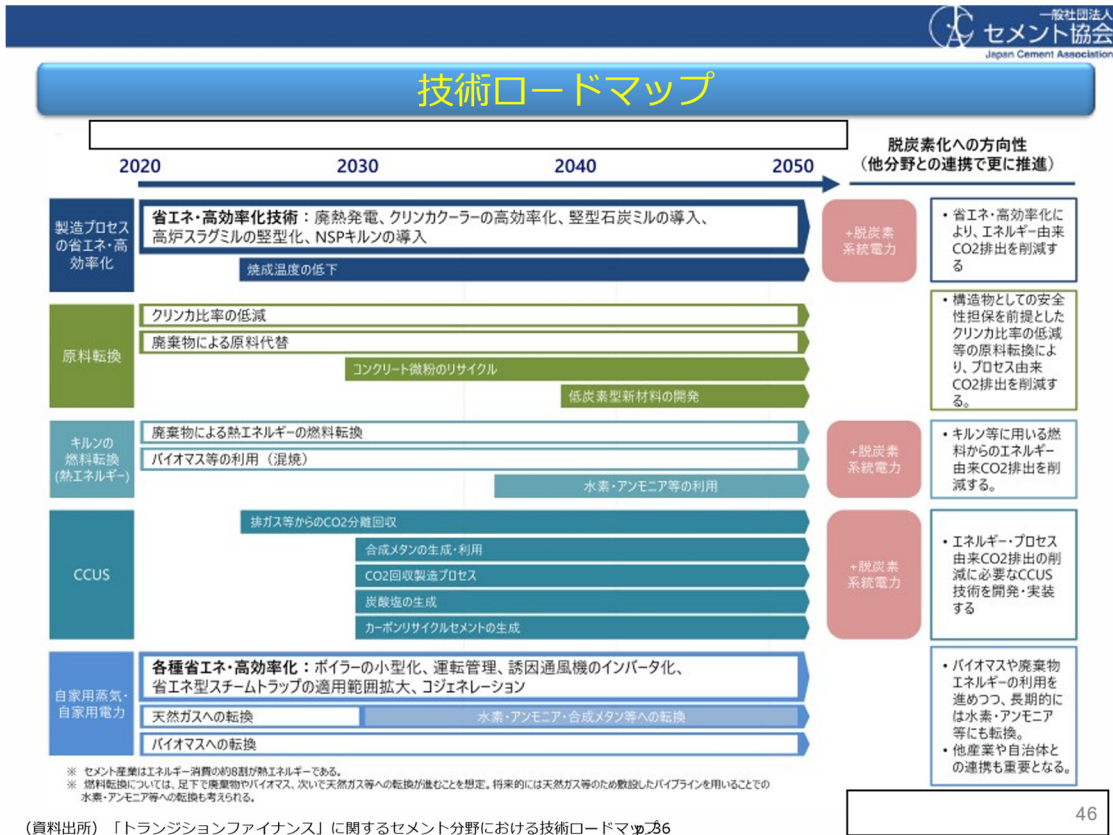 一般社団法人
セメント協会
Japan Cement Association
技術ロードマップ
2020
2030
2040
2050
脱炭素化への方向性
(他分野との連携で更に推進)
製造プロセス
の省エネ・高
効率化
省エネ・高効率化技術：廃熱発電、クリンカクーラーの高効率化、竪型石炭ミルの導入、
高炉スラグミルの竪型化、NSPキルンの導入
焼成温度の低下
+脱炭素
系統電力
・省エネ・高効率化に
より、エネルギー由来
CO2排出を削減す
る
原料転換
クリンカ比率の低減
廃棄物による原料代替
コンクリート微粉のリサイクル
低炭素型新材料の開発
・構造物としての安全
性担保を前提とした
クリンカ比率の低減
等の原料転換によ
り、プロセス由来
CO2排出を削減す
る。
キルンの
燃料転換
(熱エネルギー)
廃棄物による熱エネルギーの燃料転換
バイオマス等の利用（混焼）
水素・アンモニア等の利用
+脱炭素
系統電力
・キルン等に用いる燃
料からのエネルギー
由来CO2排出を削
減する。
CCUS
排ガス等からのCO2分離回収
合成メタンの生成・利用
CO2回収製造プロセス
炭酸塩の生成
カーボンリサイクルセメントの生成
+脱炭素
系統電力
・エネルギー・プロセス
由来CO2排出の削
減に必要なCCUS
技術を開発・実装
する
自家用蒸気・
自家用電力
各種省エネ・高効率化：ボイラーの小型化、運転管理、誘因通風機のインバータ化、
省エネ型スチームトラップの適用範囲拡大、コジェネレーション
天然ガスへの転換
水素・アンモニア・合成メタン等への転換
バイオマスへの転換
・バイオマスや廃棄物
エネルギーの利用を
進めつつ、長期的に
は水素・アンモニア
等にも転換。
・他産業や自治体と
の連携も重要となる。
※ セメント産業はエネルギー消費の約8割が熱エネルギーである。
※ 燃料転換については、足下で廃棄物やバイオマス、次いで天然ガス等への転換が進むことを想定。将来的には天然ガス等のため敷設したパイプラインを用いることでの
水素・アンモニア等への転換も考えられる。
46
（資料出所）「トランジションファイナンス」に関するセメント分野における技術ロードマップp.36